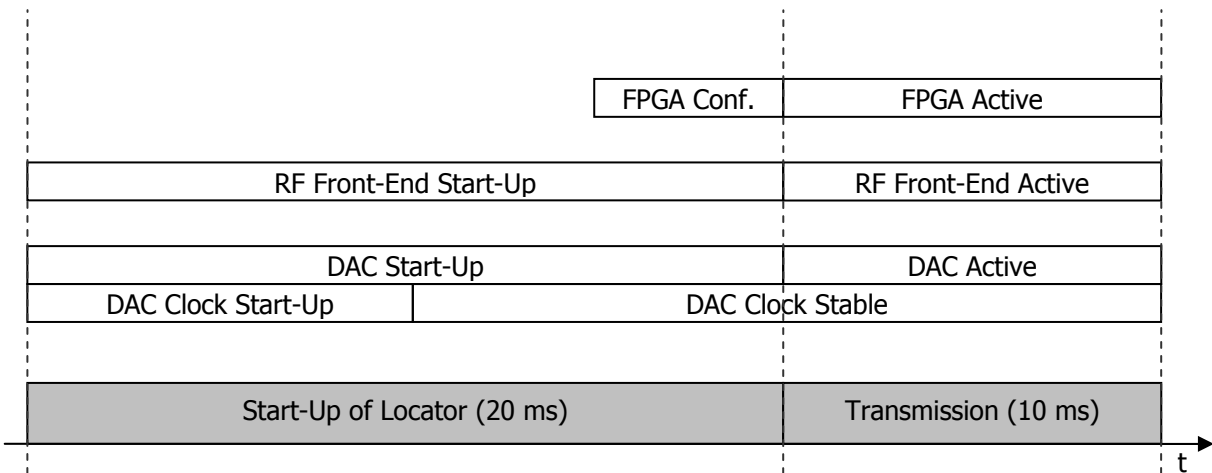 FPGA Conf.
FPGA Active
RF Front-End Start-Up
RF Front-End Active
DAC Start-Up
DAC Active
DAC Clock Start-Up
DAC Clock Stable
Start-Up of Locator (20 ms)
Transmission (10 ms)
t